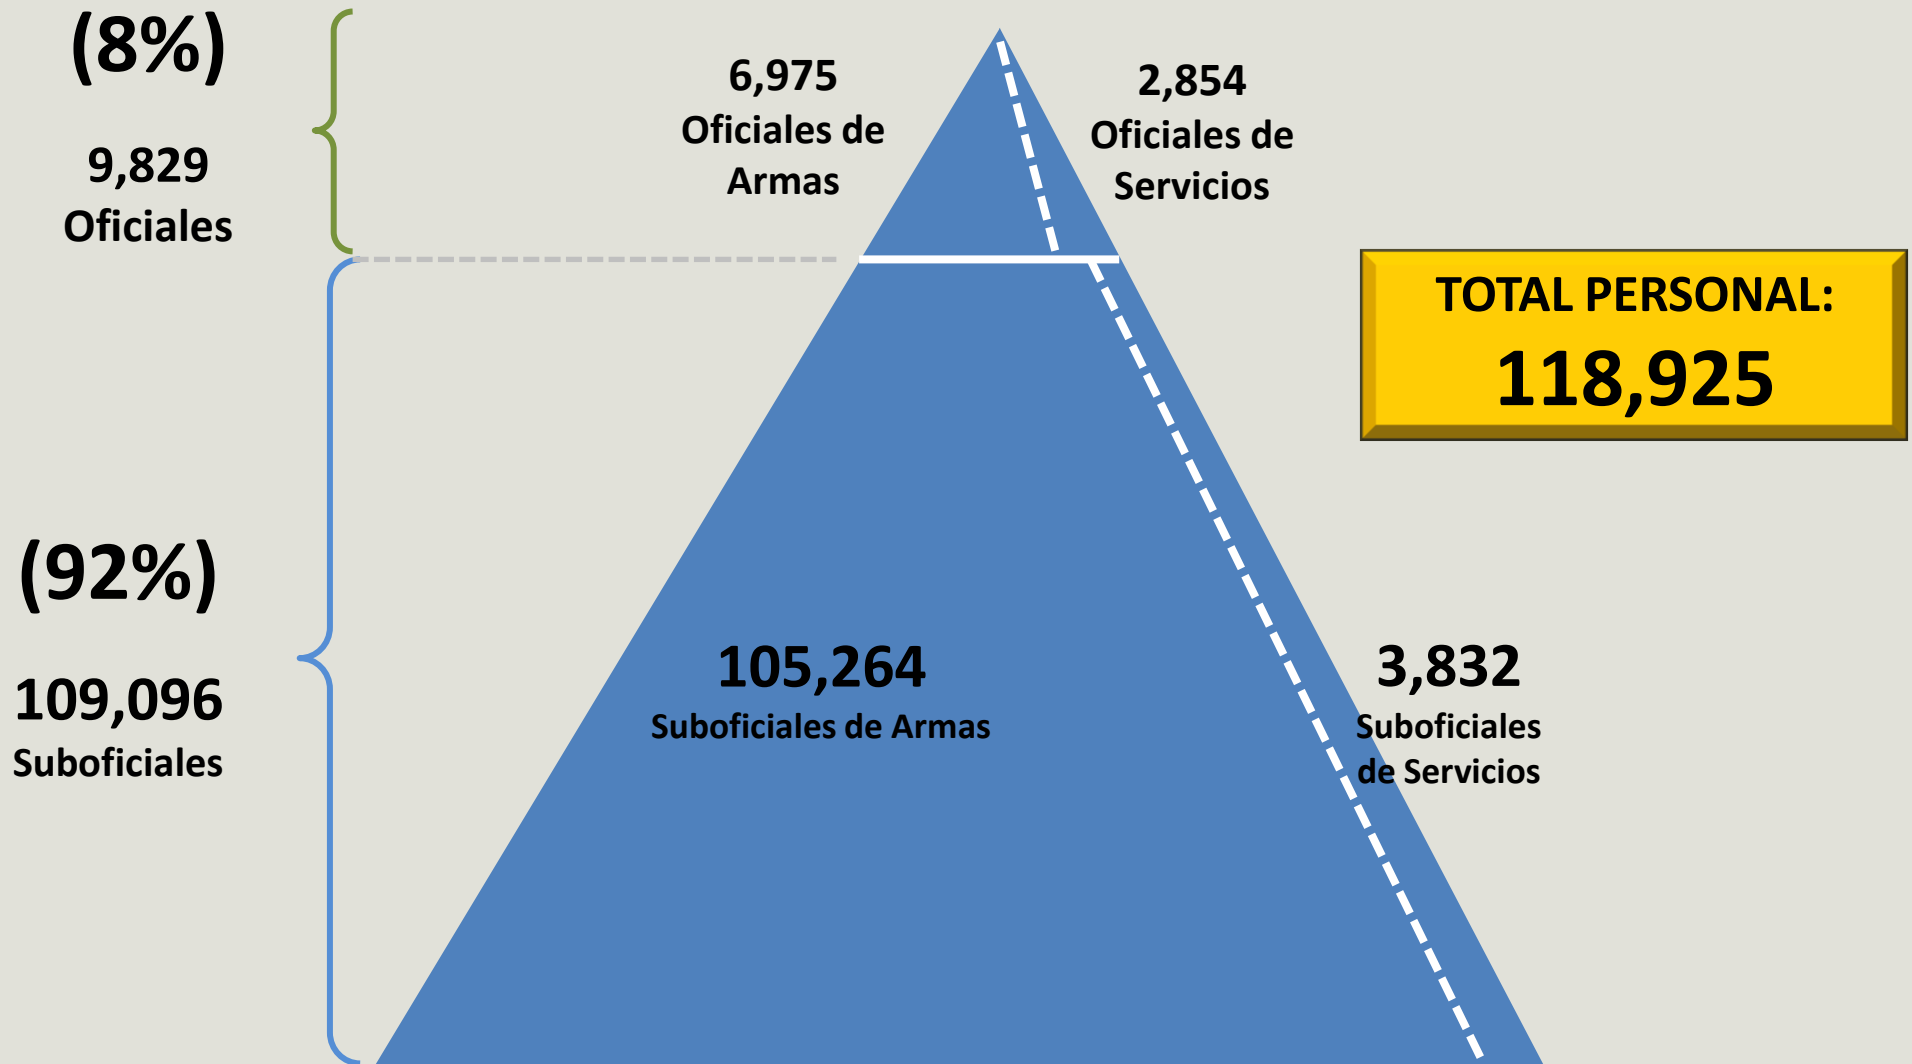 (8%)
9,829
Oficiales
6,975
Oficiales de
Armas
2,854
Oficiales de
Servicios
TOTAL PERSONAL:
118,925
(92%)
109,096
Suboficiales
105,264
Suboficiales de Armas
3,832
Suboficiales
de Servicios